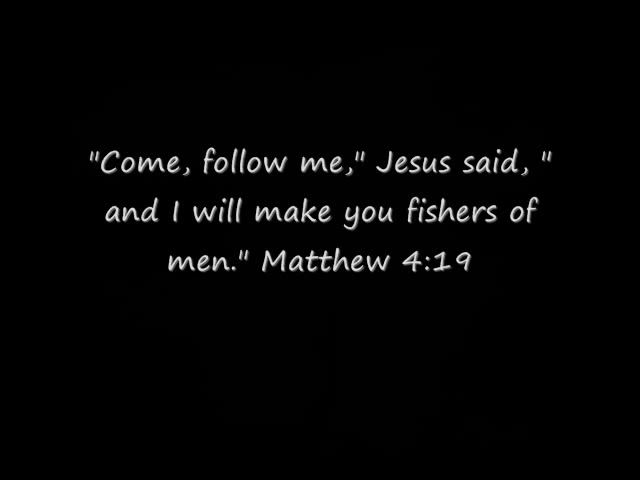 "Come, follow me," Jesus said, "
and I will make you fishers of
men." Matthew 4:19